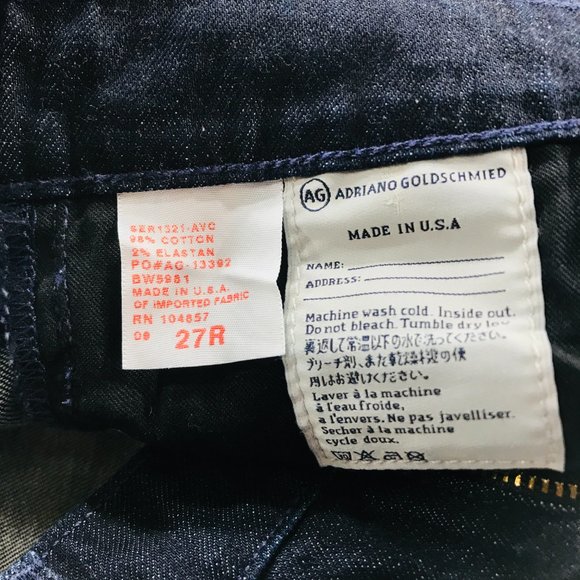 SER1321-AVC
98% COTTON
2% ELASTAN
PO#AG-13392
BW5981
MADE IN U.S.A.
OF IMPORTED FABRIC
RN 104857
08 27R
AG ADRIANO GOLDSCHMIED
MADE IN U.S.A
NAME:
ADDRESS:
Machine wash cold. Inside out.
Do not bleach. Tumble dry low
裏返して常温以下の水で洗ってください。
ブリーチ剤、また乾燥機の使
用はお避けください。
Laver à la machine
à l'eau froide,
a l'envers. Ne pas javelliser.
Secher à la machine
cycle doux.